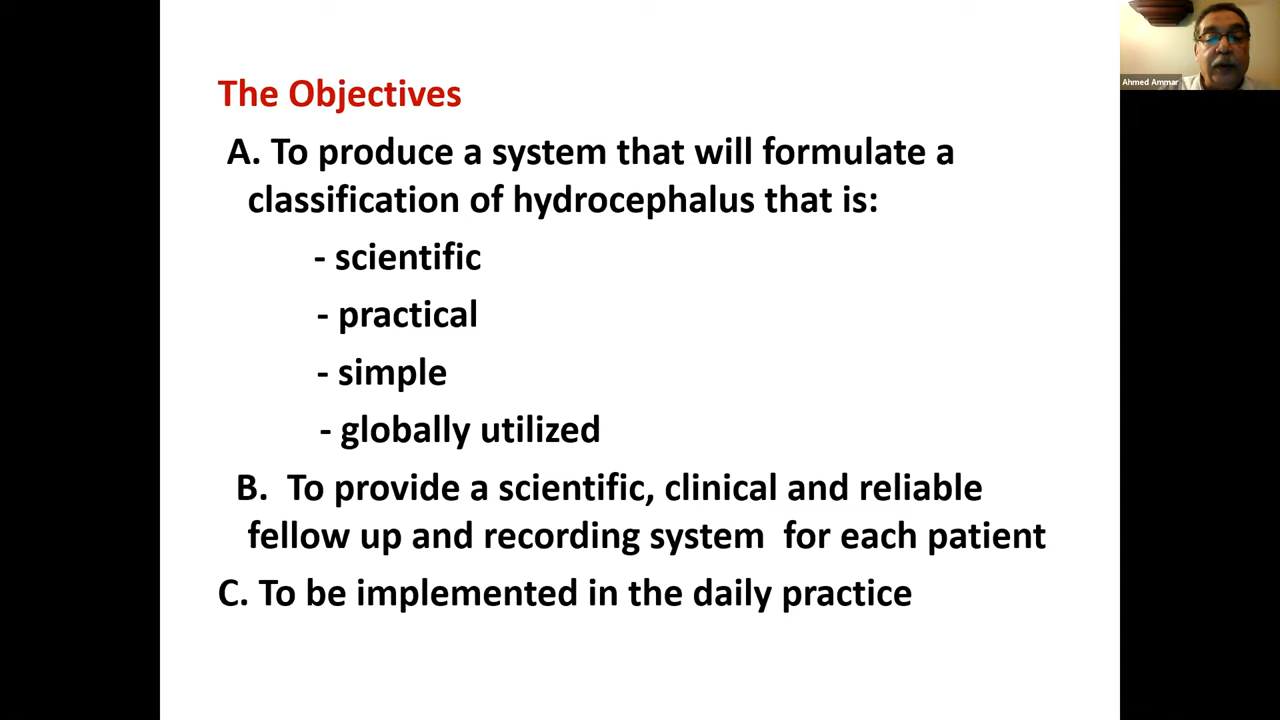 The Objectives
A. To produce a system that will formulate a
classification of hydrocephalus that is:
- scientific
- practical
- simple
- globally utilized
B. To provide a scientific, clinical and reliable
fellow up and recording system for each patient
C. To be implemented in the daily practice
Ahmed Ammar